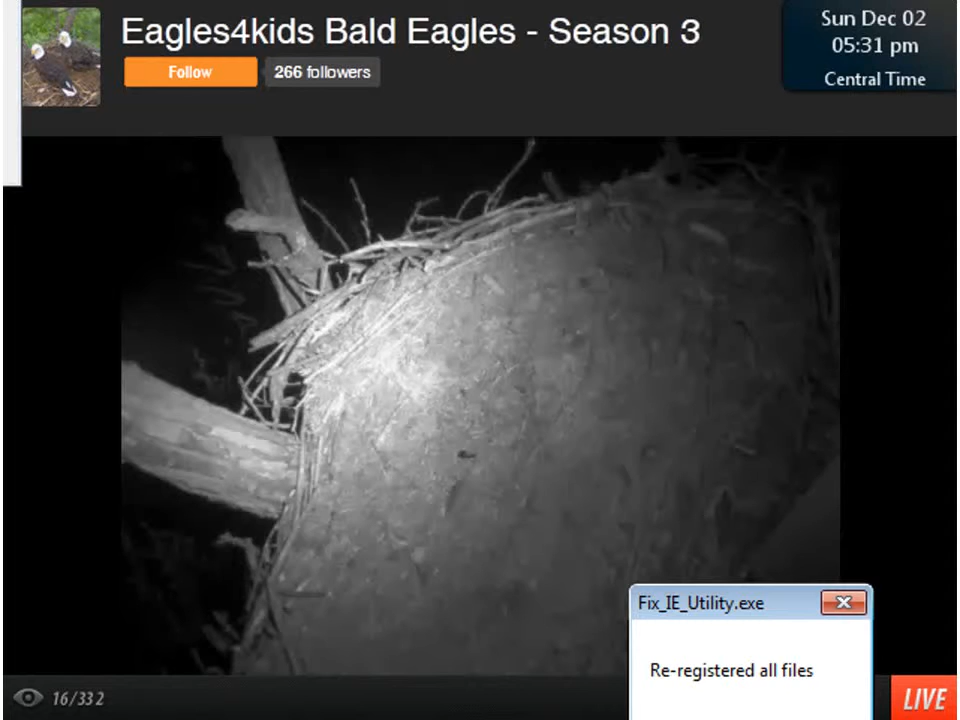 Eagles4kids Bald Eagles - Season 3
Follow
266 followers
Sun Dec 02
05:31 pm
Central Time
Fix_IE_Utility.exe
Re-registered all files
16/332
LIVE